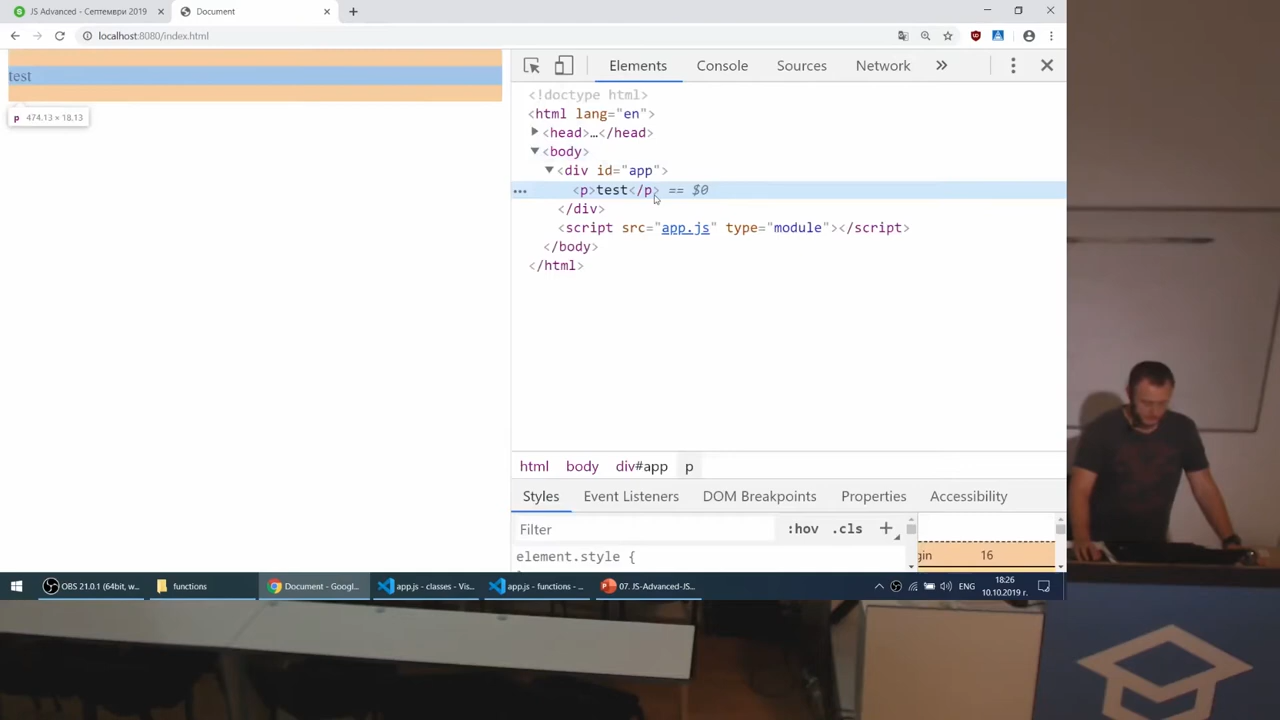 JS Advanced - Септември 2019
Document
localhost:8080/index.html
test
p 474.13 × 18.13
Elements
Console
Sources
Network
»
<!doctype html>
<html lang="en">
<head>…</head>
<body>
<div id="app">
<p>test</p> == $0
</div>
<script src="app.js" type="module"></script>
</body>
</html>
html
body
div#app
p
Styles
Event Listeners
DOM Breakpoints
Properties
Accessibility
Filter
:hov
.cls
+
element.style {
gin
16
OBS 21.0.1 (64bit, w...
functions
Document - Googl...
app.js - classes - Vis...
app.js - functions - ...
07. JS-Advanced-JS...
ENG
18:26
10.10.2019 г.